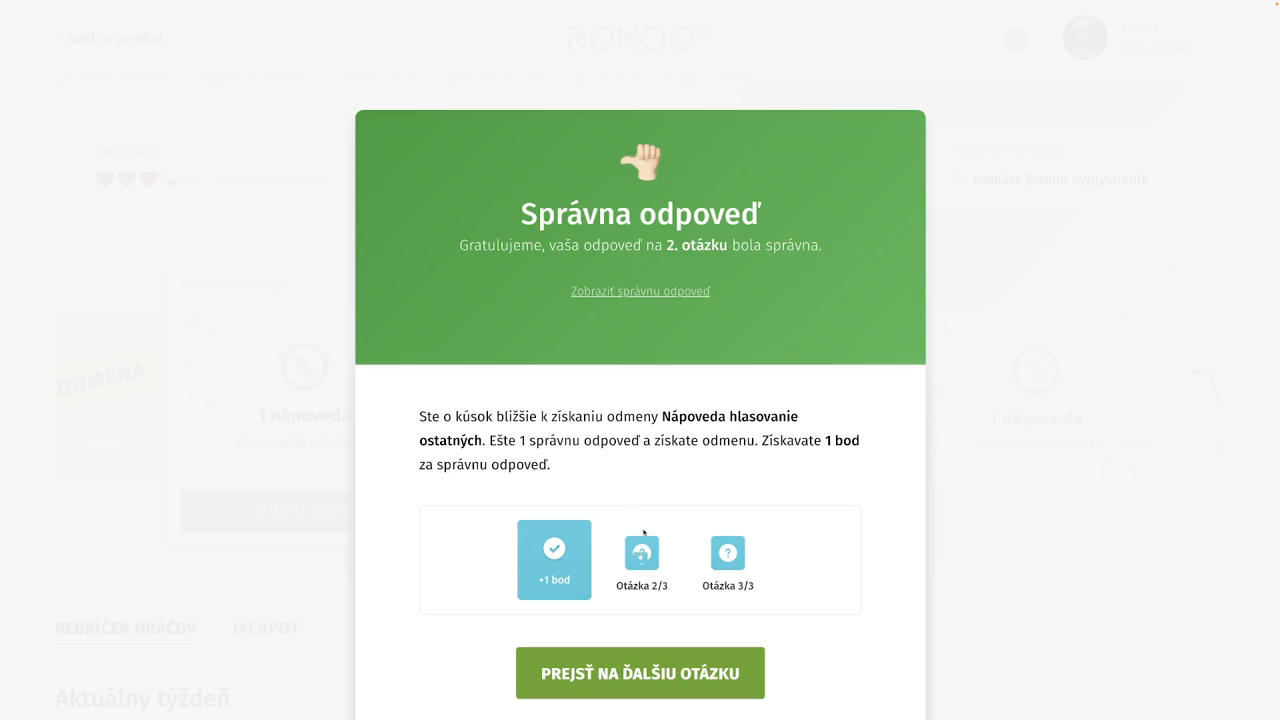 Späť na prehľad
RONDO
Správna odpoveď
Gratulujeme, vaša odpoveď na 2. otázku bola správna.
Zobraziť správnu odpoveď
Nemáte žiadné ovplyvnenie
ODMENA
1 nápoveda
1 nápoveda
Ste o kúsok bližšie k získaniu odmeny Nápoveda hlasovanie
ostatných. Ešte 1 správnu odpoveď a získate odmenu. Získavate 1 bod
za správnu odpoveď.
+1 bod
Otázka 2/3
Otázka 3/3
PREJSŤ NA ĎALŠIU OTÁZKU
REBRÍČEK HRÁČOV
JACKPOT
Aktuálny týždeň